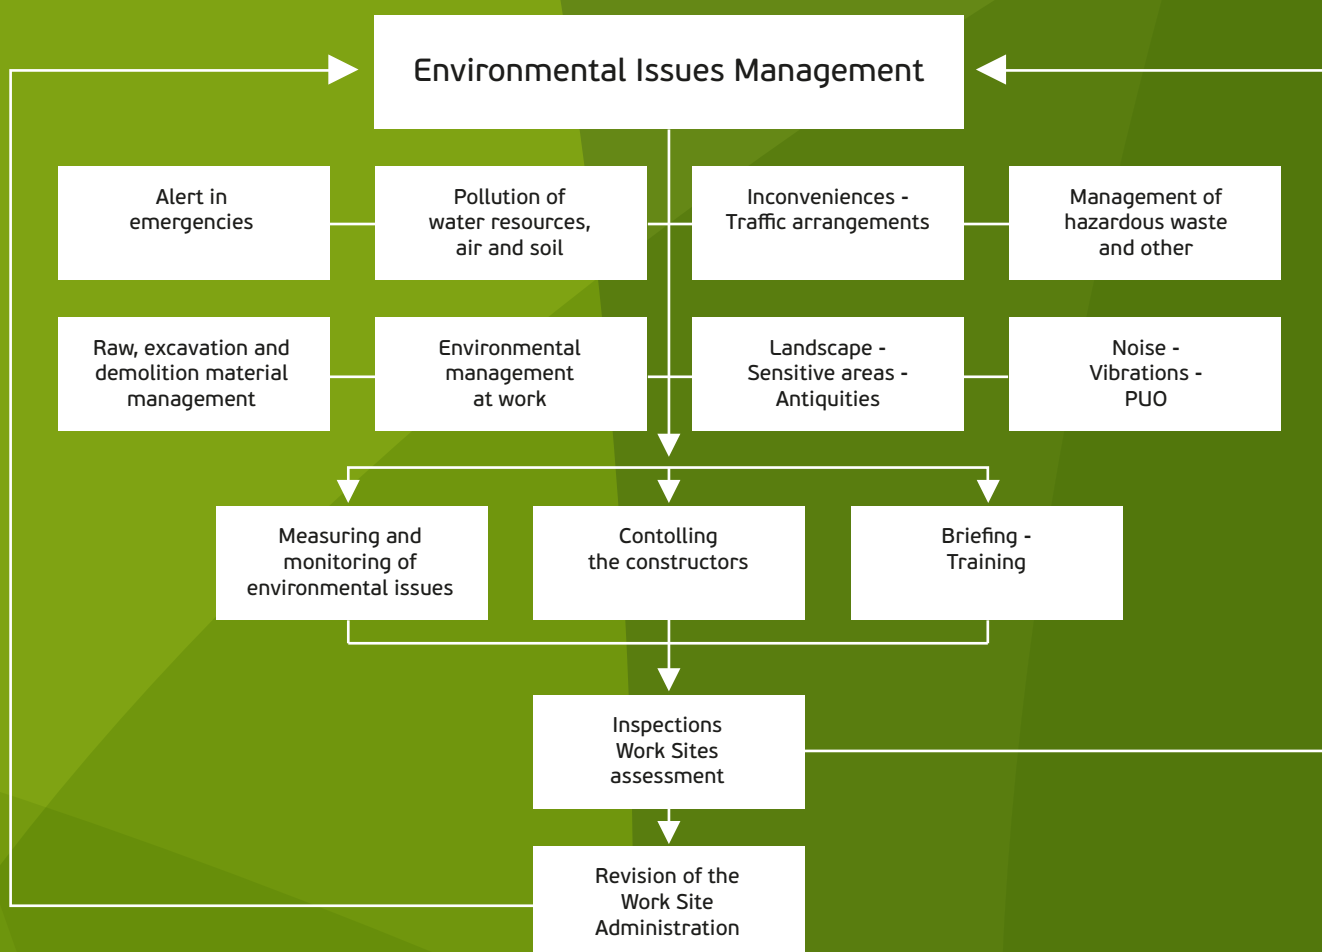 Environmental Issues Management
Alert in
emergencies
Pollution of
water resources,
air and soil
Inconveniences -
Traffic arrangements
Management of
hazardous waste
and other
Raw, excavation and
demolition material
management
Environmental
management
at work
Landscape -
Sensitive areas -
Antiquities
Noise -
Vibrations -
PUO
Measuring and
monitoring of
environmental issues
Contolling
the constructors
Briefing -
Training
Inspections
Work Sites
assessment
Revision of the
Work Site
Administration